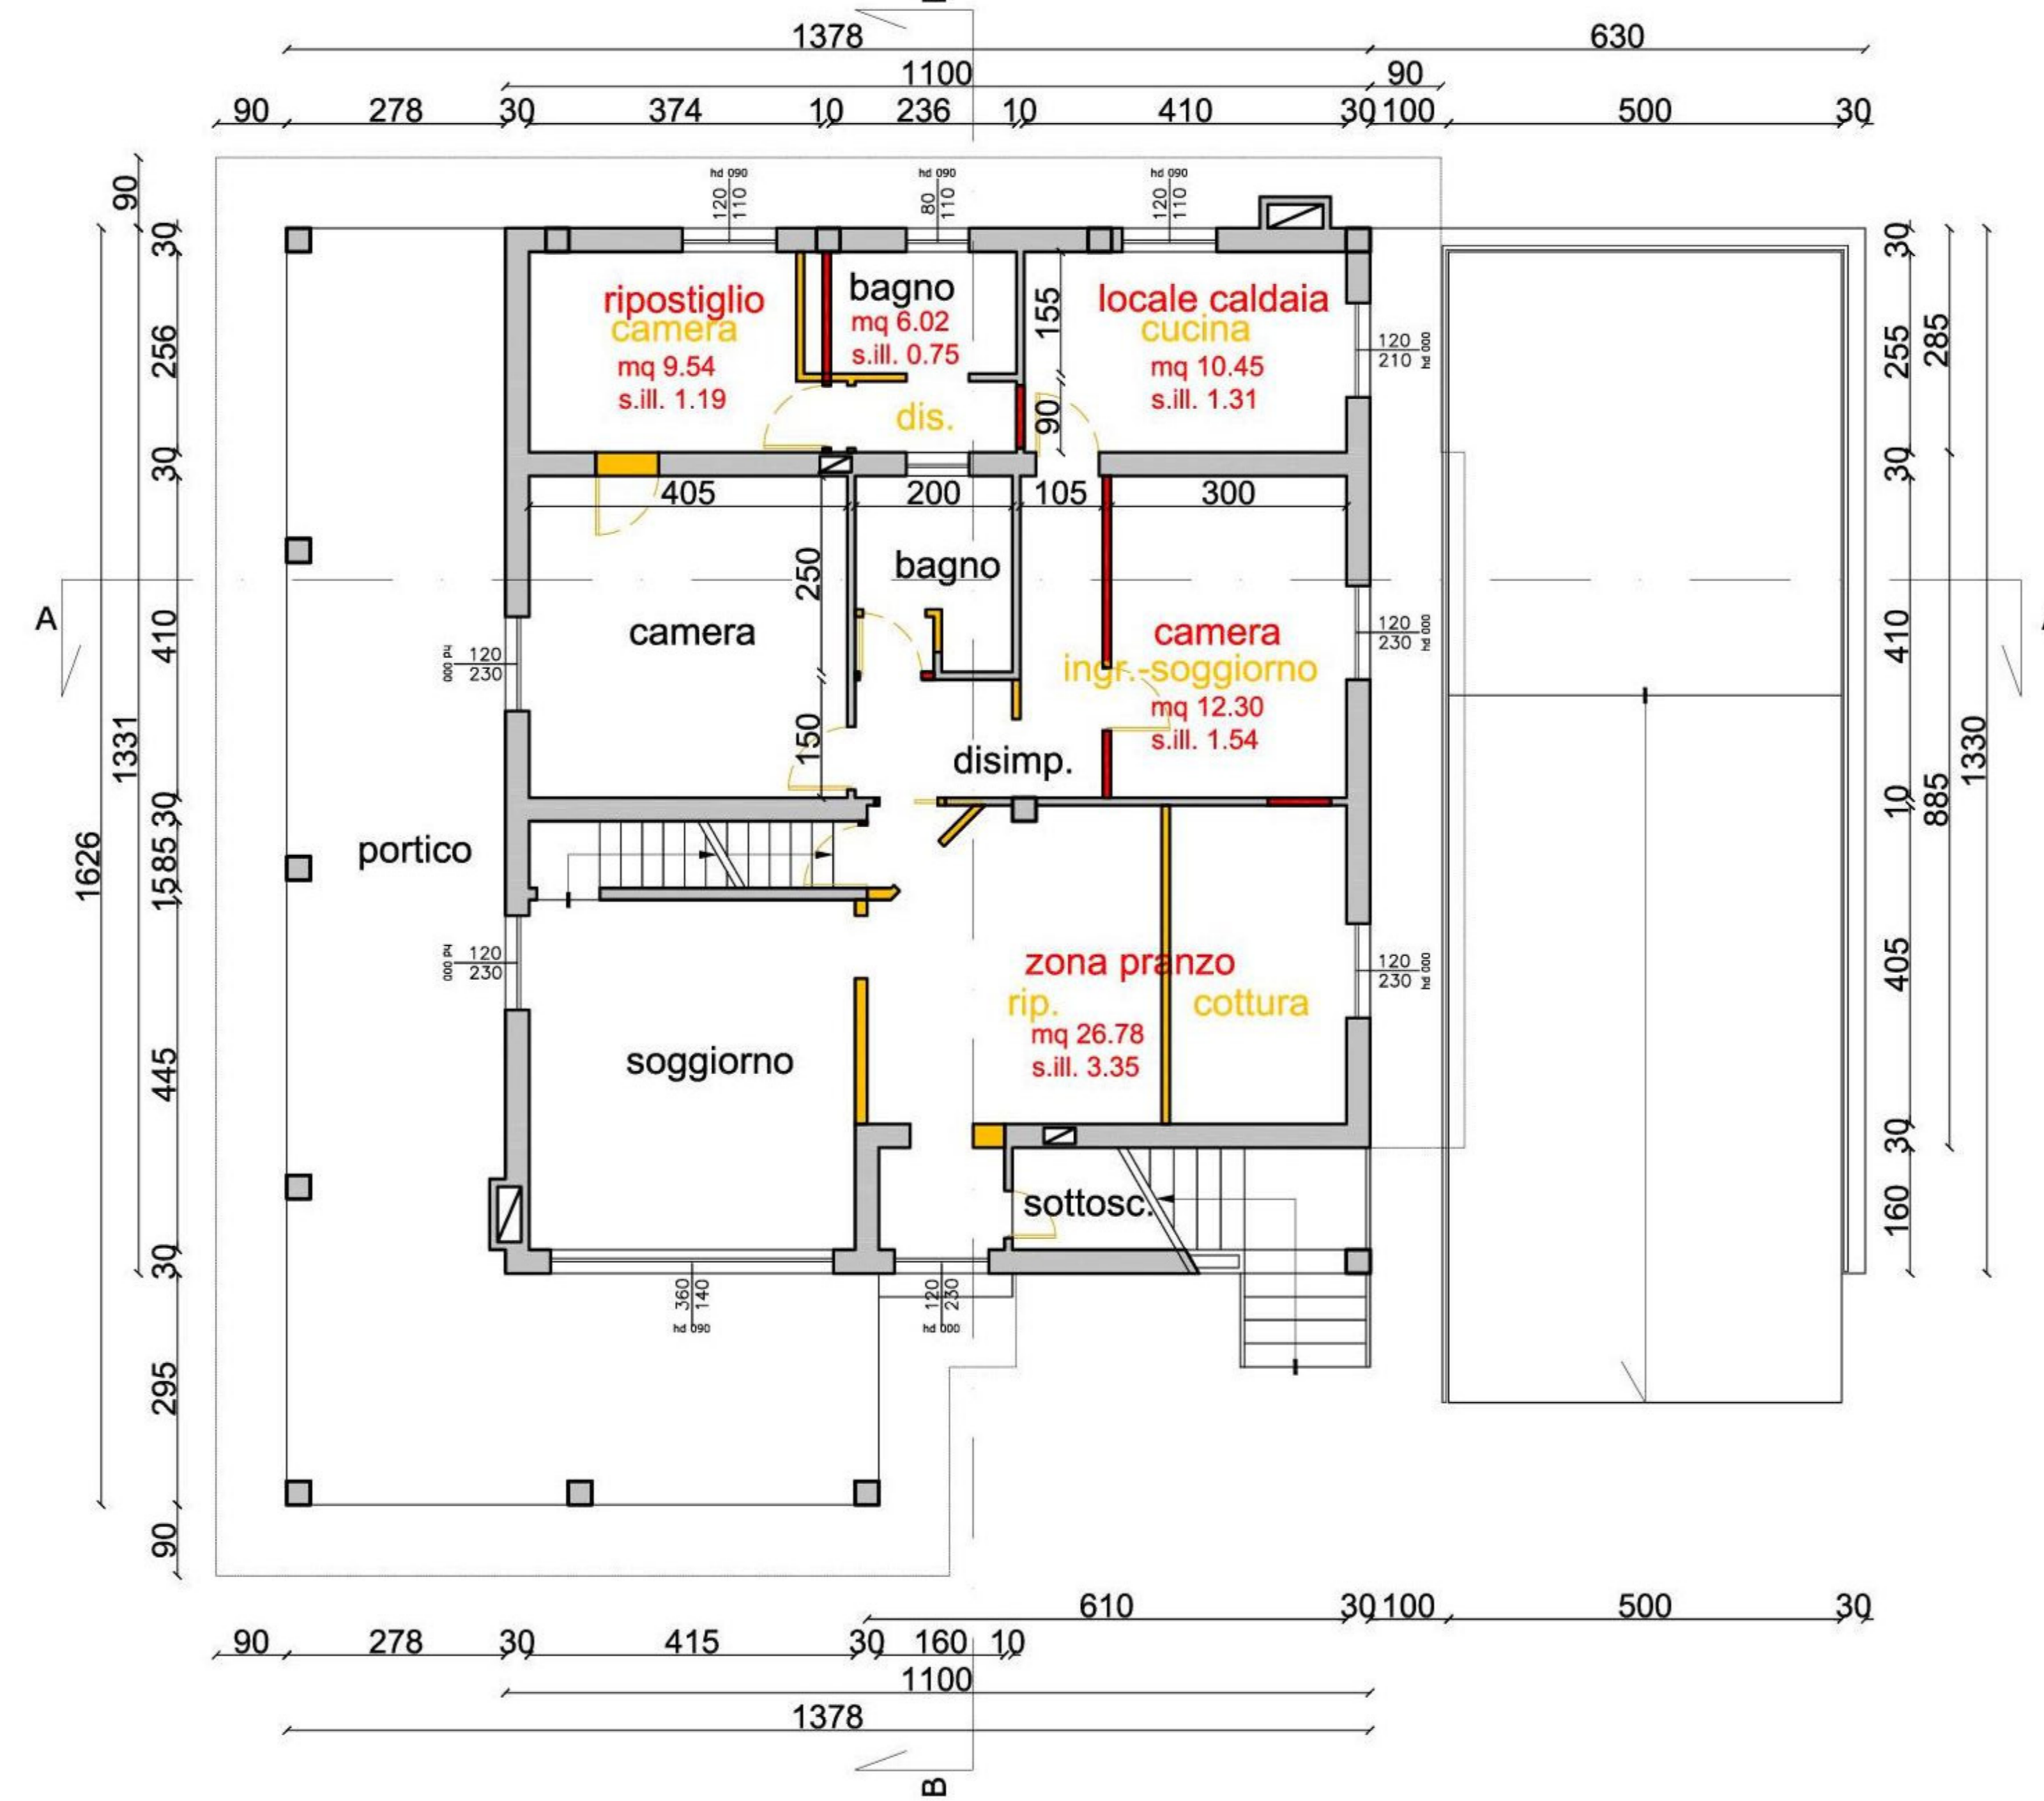 1378 630
1100 90
90 278 30 374 10 236 10 410 30 100 500 30
90
hd 090
120
110
hd 090
80
110
hd 090
120
110
30 30
ripostiglio
camera
mq 9.54
s.ill. 1.19
bagno
mq 6.02
s.ill. 0.75
155
locale caldaia
cucina
mq 10.45
s.ill. 1.31
256
120
210
hd 000
255
285
dis.
90
30 30
405 200 105 300
250
bagno
A
410
camera
camera
ingr.-soggiorno
mq 12.30
s.ill. 1.54
120
230
hd 000
410
hd 000
120
230
150
disimp.
1331
1330
30
10
885
1626
portico
85
15
hd 000
120
230
zona pranzo
rip.
cottura
mq 26.78
s.ill. 3.35
120
230
hd 000
405
445
soggiorno
30
sottosc.
160
30
360
140
hd 090
120
230
hd 000
295
90
610 30 100 500 30
90 278 30 415 30 160 10
1100
1378
B